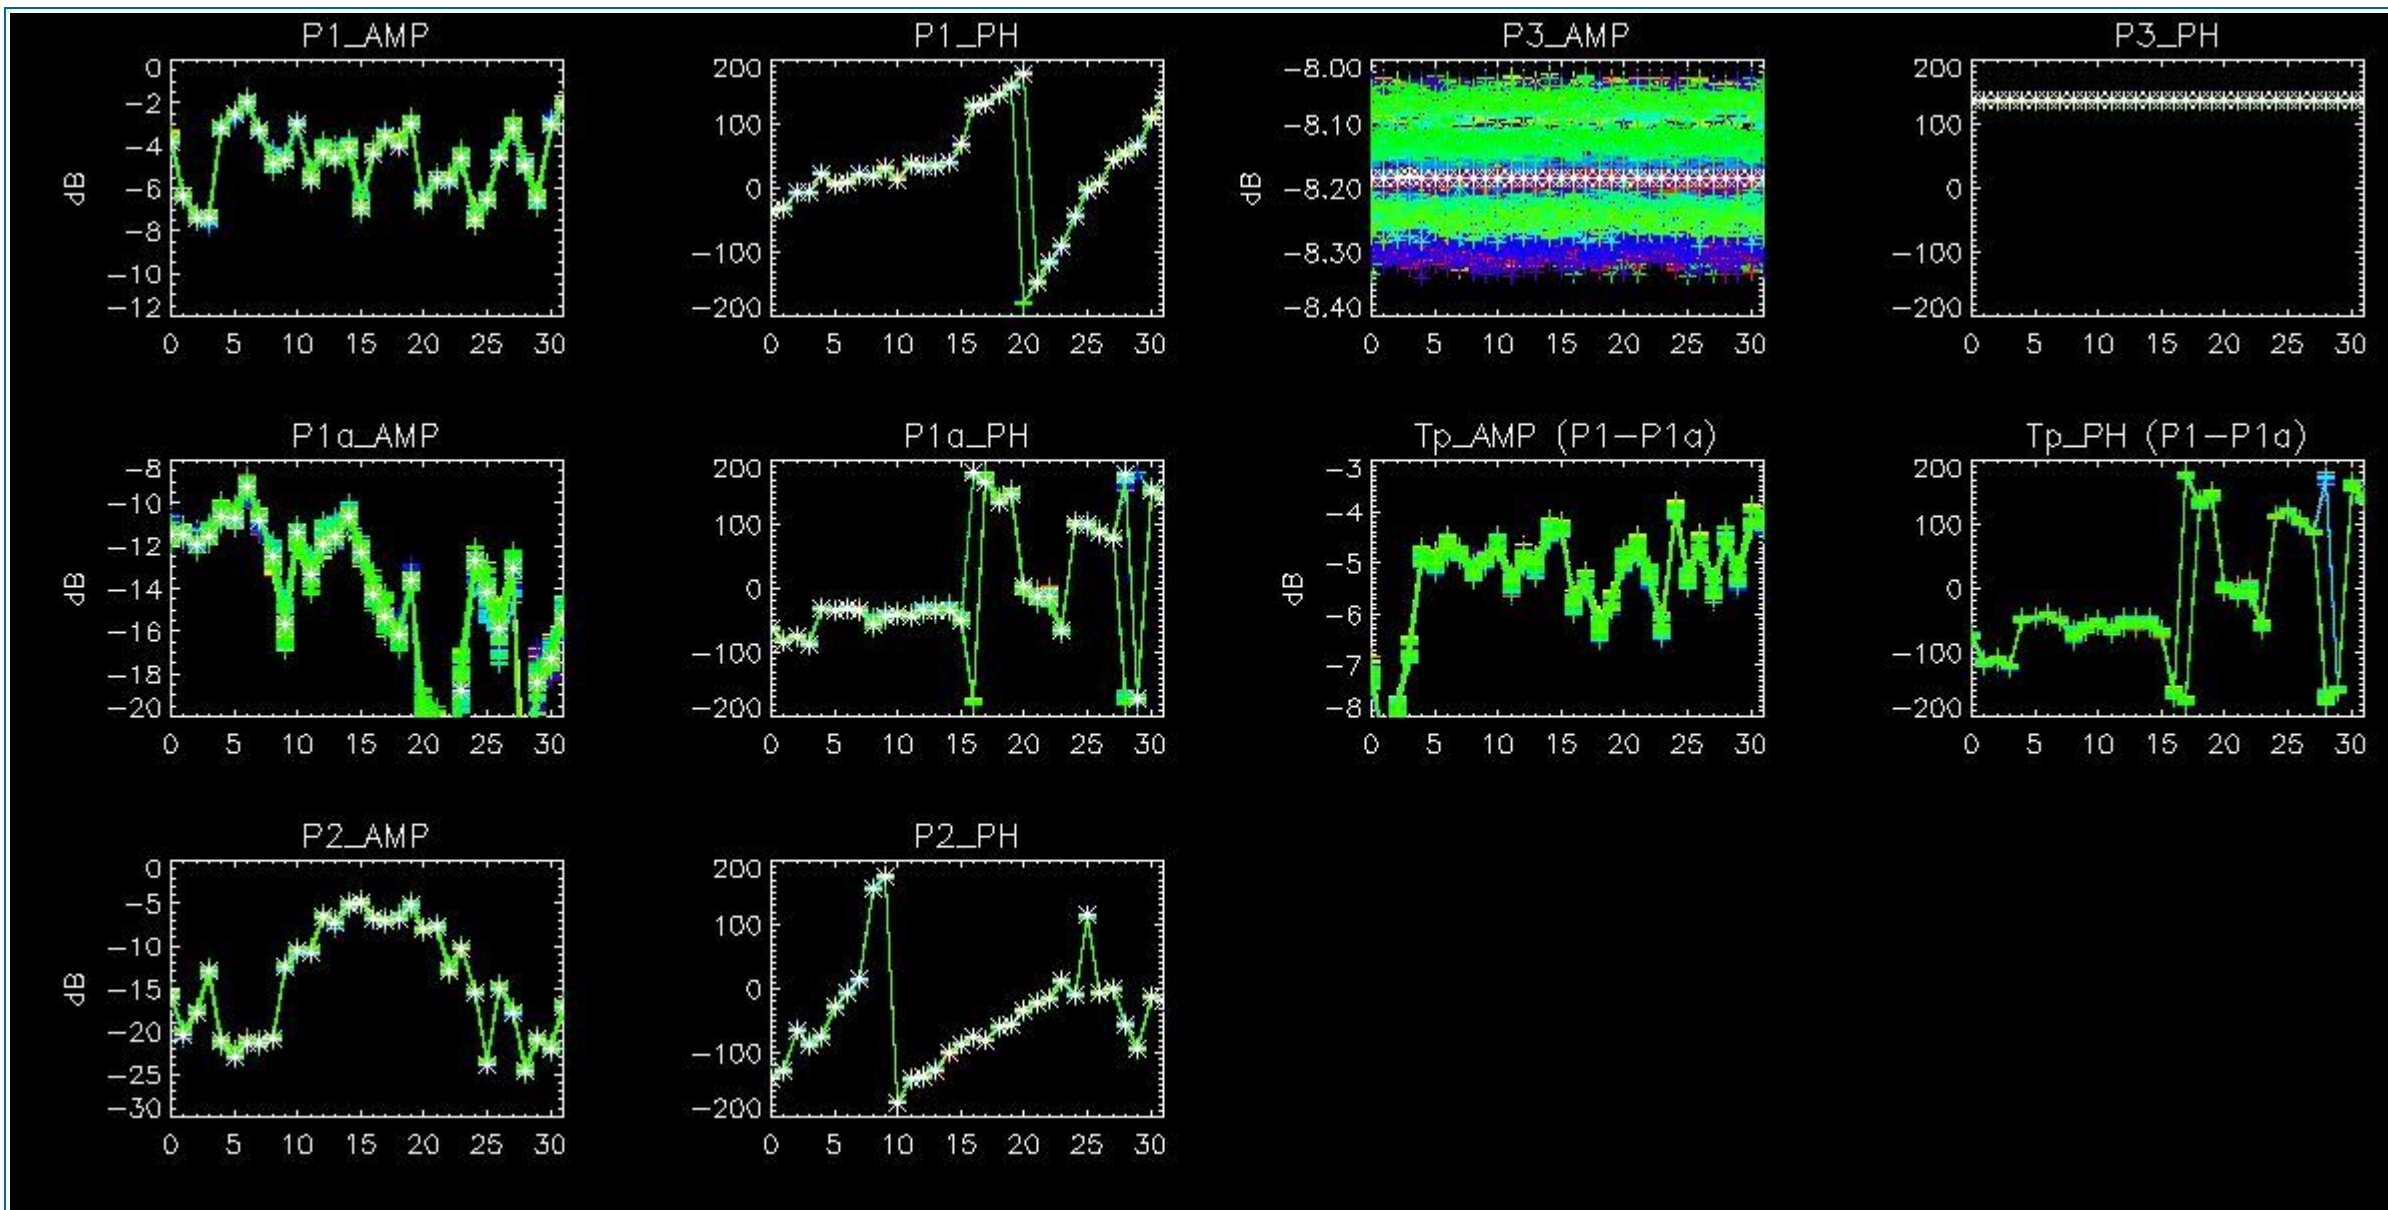 P1_AMP
P1_PH
P3_AMP
P3_PH
0
−2
−4
−6
−8
−10
−12
dB
0 5 10 15 20 25 30
200
100
0
−100
−200
0 5 10 15 20 25 30
−8.00
−8.10
−8.20
−8.30
−8.40
dB
0 5 10 15 20 25 30
200
100
0
−100
−200
0 5 10 15 20 25 30
P1a_AMP
P1a_PH
Tp_AMP (P1−P1a)
Tp_PH (P1−P1a)
−8
−10
−12
−14
−16
−18
−20
dB
0 5 10 15 20 25 30
200
100
0
−100
−200
0 5 10 15 20 25 30
−3
−4
−5
−6
−7
−8
dB
0 5 10 15 20 25 30
200
100
0
−100
−200
0 5 10 15 20 25 30
P2_AMP
P2_PH
0
−5
−10
−15
−20
−25
−30
dB
0 5 10 15 20 25 30
200
100
0
−100
−200
0 5 10 15 20 25 30